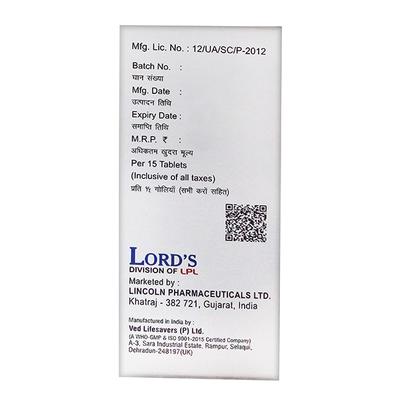 Mfg. Lic. No. : 12/UA/SC/P-2012
Batch No. :
घान संख्या
Mfg. Date :
उत्पादन तिथि
Expiry Date :
समाप्ति तिथि
M.R.P. ₹ :
अधिकतम खुदरा मूल्य
Per 15 Tablets
(Inclusive of all taxes)
प्रति १५ गोलियाँ (सभी करों सहित)
LORD'S
DIVISION OF LPL
Marketed by :
LINCOLN PHARMACEUTICALS LTD.
Khatraj - 382 721, Gujarat, India
Manufactured in India by :
Ved Lifesavers (P) Ltd.
(A WHO-GMP & ISO 9001-2015 Certified Company)
A-3, Sara Industrial Estate, Rampur, Selaqui,
Dehradun-248197(UK)